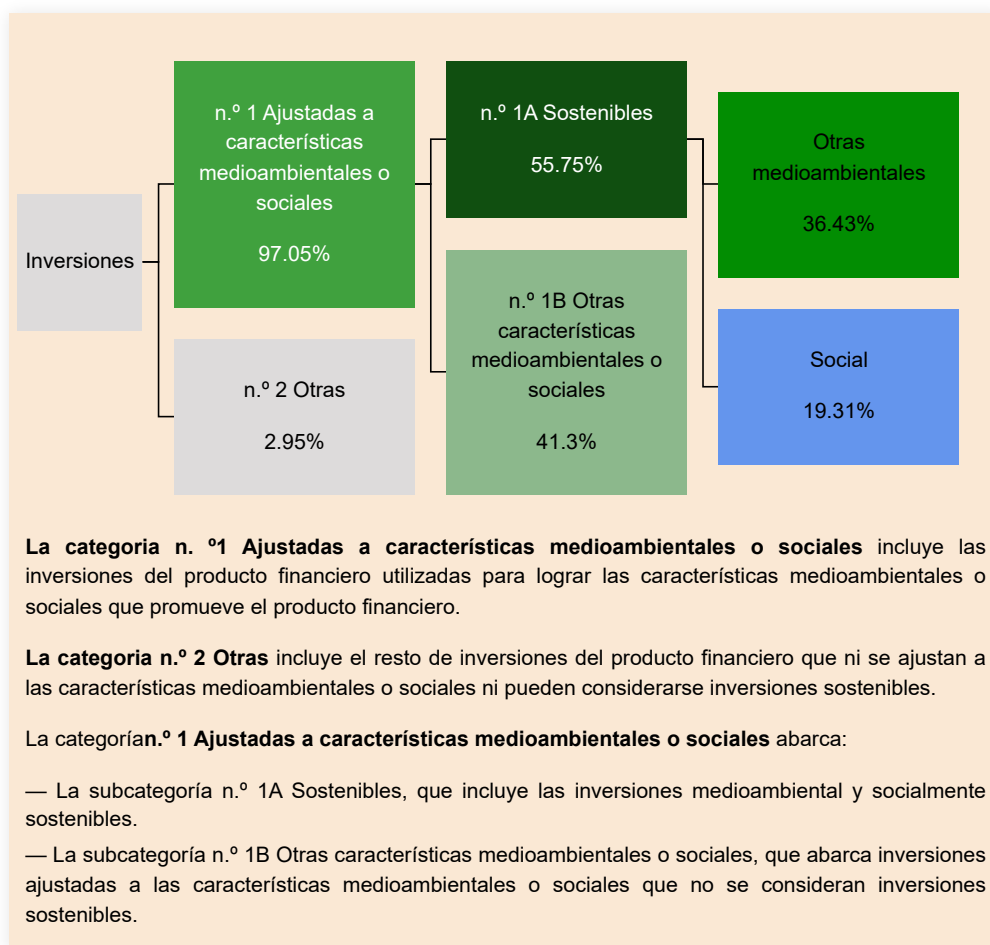 Inversiones
n.º 1 Ajustadas a
características
medioambientales o
sociales
97.05%
n.º 2 Otras
2.95%
n.º 1A Sostenibles
55.75%
n.º 1B Otras
características
medioambientales o
sociales
41.3%
Otras
medioambientales
36.43%
Social
19.31%
La categoria n. º1 Ajustadas a características medioambientales o sociales incluye las
inversiones del producto financiero utilizadas para lograr las características medioambientales o
sociales que promueve el producto financiero.
La categoria n.º 2 Otras incluye el resto de inversiones del producto financiero que ni se ajustan a
las características medioambientales o sociales ni pueden considerarse inversiones sostenibles.
La categorían.º 1 Ajustadas a características medioambientales o sociales abarca:
— La subcategoría n.º 1A Sostenibles, que incluye las inversiones medioambiental y socialmente
sostenibles.
— La subcategoría n.º 1B Otras características medioambientales o sociales, que abarca inversiones
ajustadas a las características medioambientales o sociales que no se consideran inversiones
sostenibles.